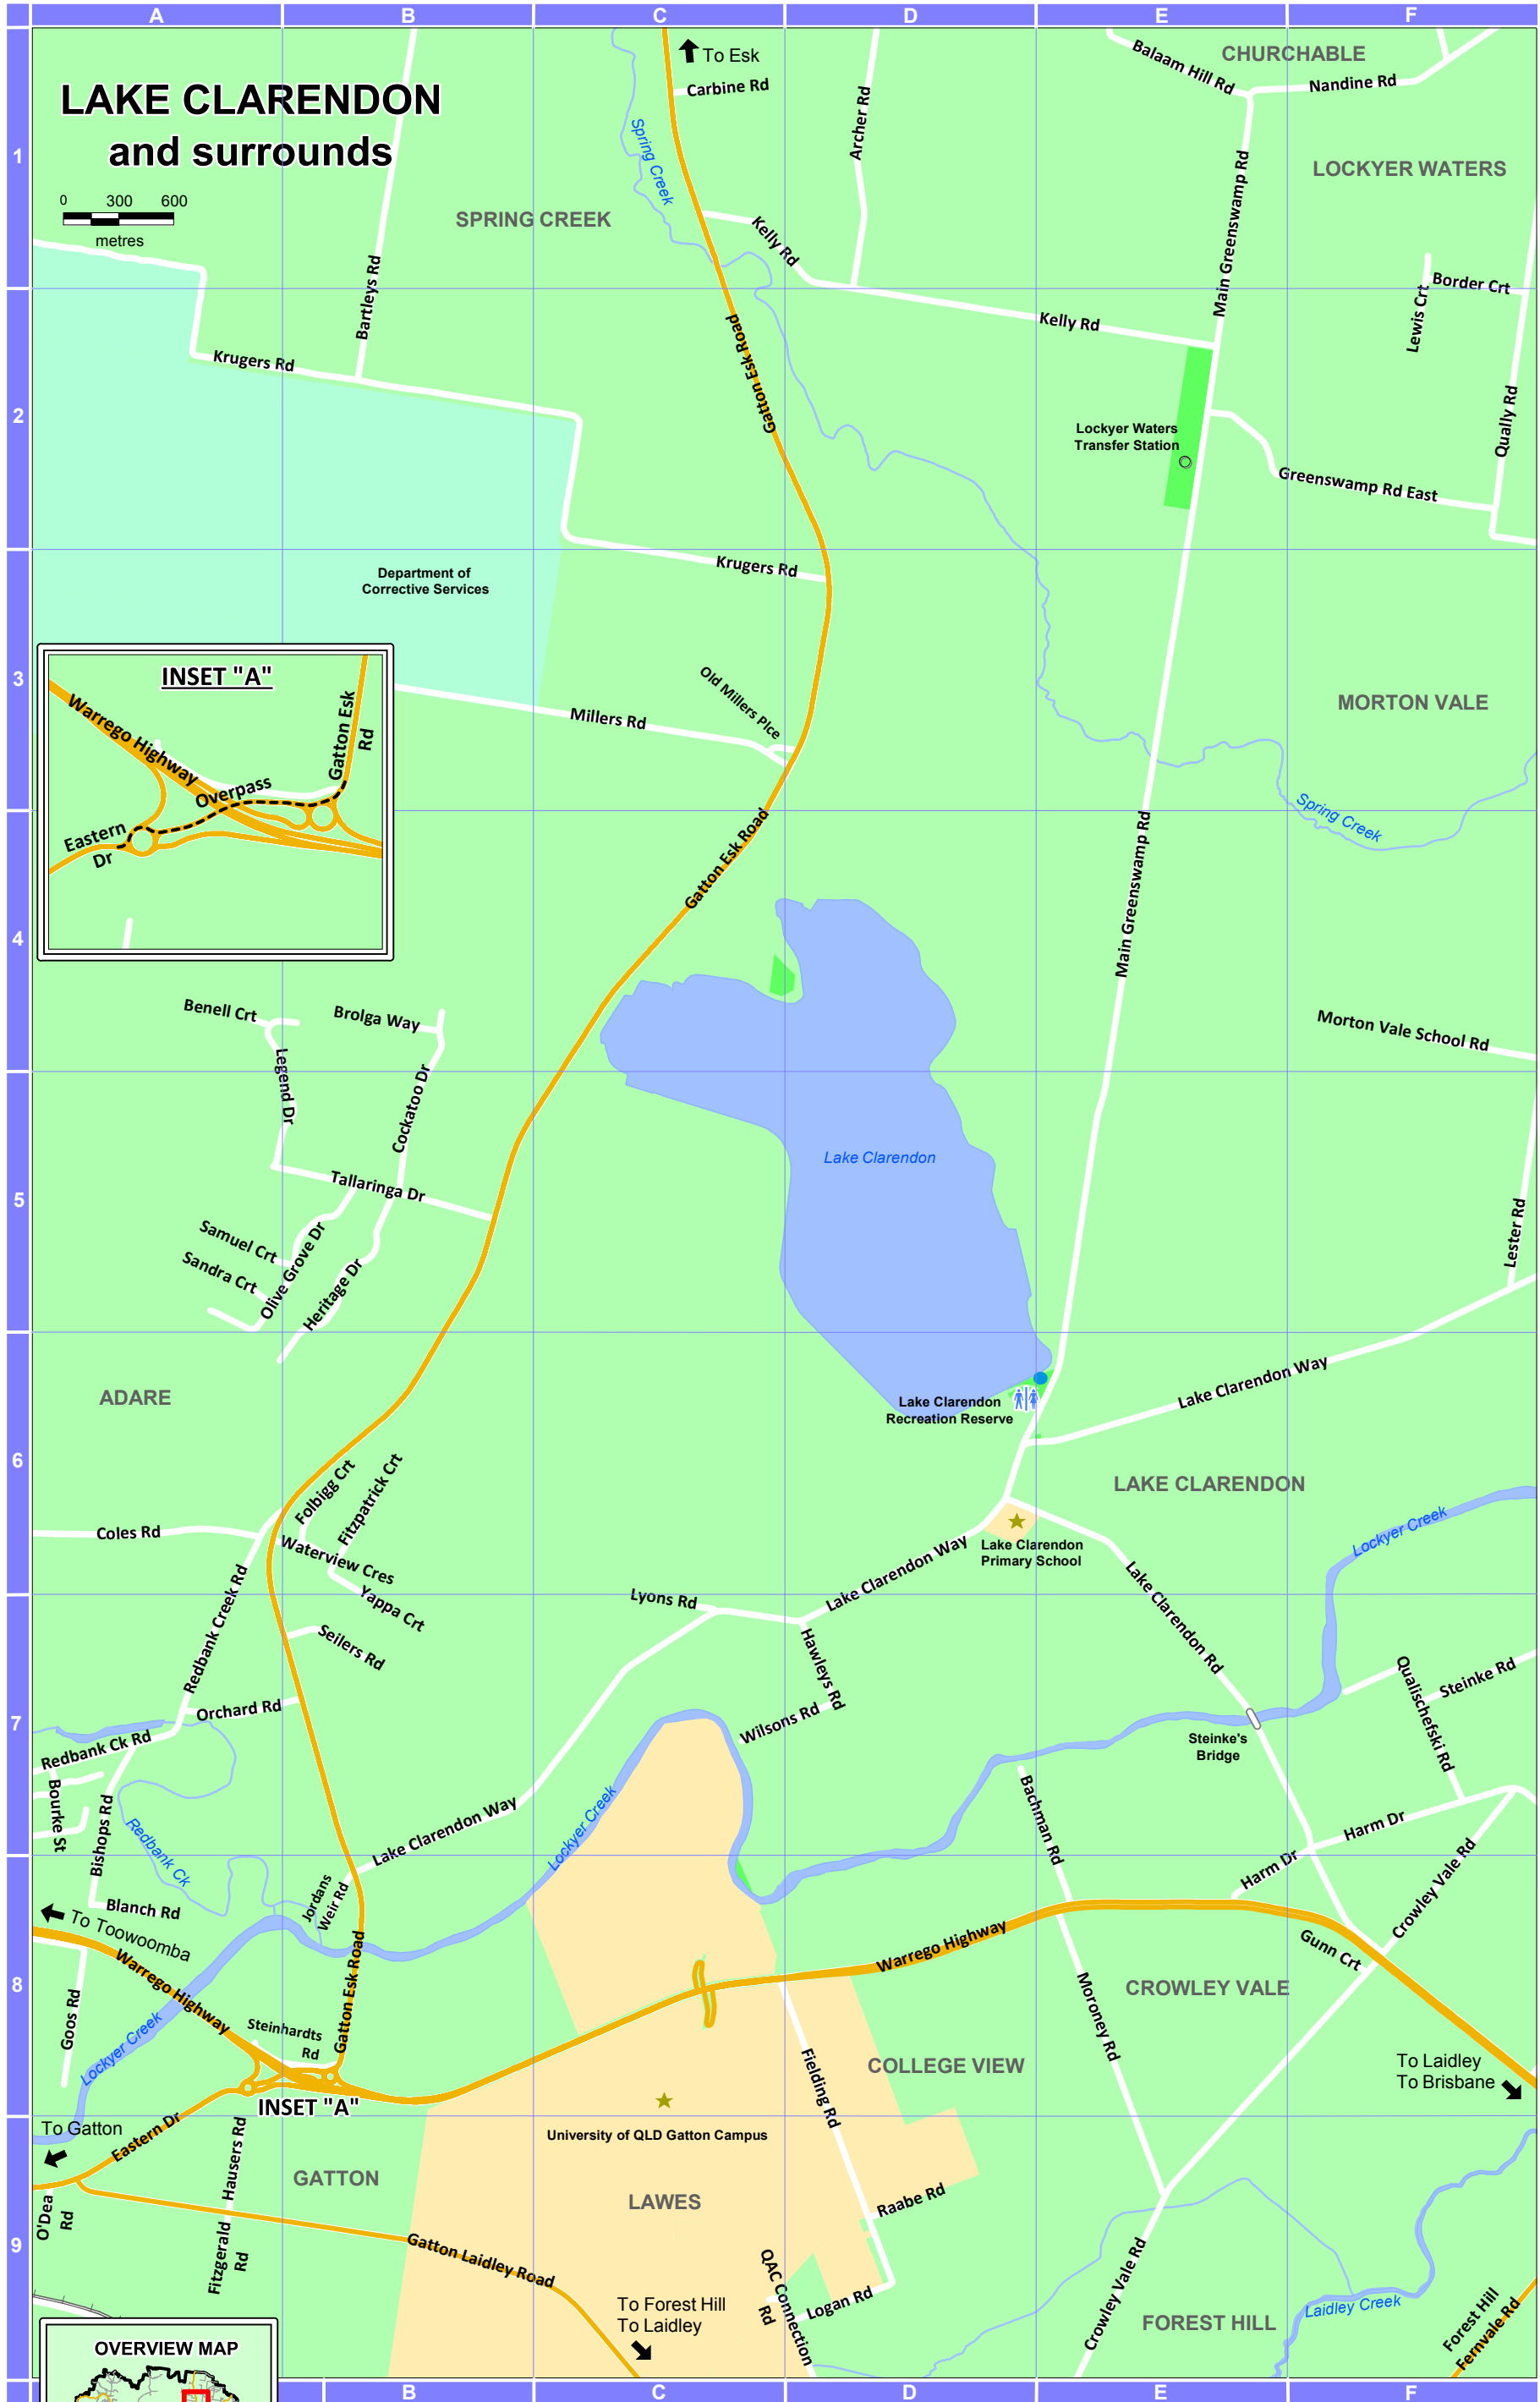 A B C D E F
1
2
3
4
5
6
7
8
9
LAKE CLARENDON
and surrounds
0 300 600
metres
To Esk
Carbine Rd
Spring Creek
SPRING CREEK
Archer Rd
Kelly Rd
Balaam Hill Rd
CHURCHABLE
Nandine Rd
LOCKYER WATERS
Main Greenswamp Rd
Border Crt
Lewis Crt
Bartleys Rd
Krugers Rd
Gatton Esk Road
Kelly Rd
Qually Rd
Lockyer Waters
Transfer Station
Greenswamp Rd East
Department of
Corrective Services
Krugers Rd
INSET "A"
Warrego Highway
Gatton Esk
Rd
Overpass
Eastern
Dr
Old Millers Plce
Millers Rd
MORTON VALE
Spring Creek
Gatton Esk Road
Main Greenswamp Rd
Benell Crt
Brolga Way
Morton Vale School Rd
Legend Dr
Cockatoo Dr
Lake Clarendon
Tallaringa Dr
Samuel Crt
Sandra Crt
Olive Grove Dr
Heritage Dr
Lester Rd
ADARE
Lake Clarendon
Recreation Reserve
Lake Clarendon Way
LAKE CLARENDON
Folbigg Crt
Fitzpatrick Crt
Coles Rd
Waterview Cres
Yappa Crt
Lake Clarendon
Primary School
Lockyer Creek
Redbank Creek Rd
Seilers Rd
Lyons Rd
Lake Clarendon Way
Lake Clarendon Rd
Hawleys Rd
Wilsons Rd
Orchard Rd
Redbank Ck Rd
Bourke St
Bishops Rd
Redbank Ck
Qualischefski Rd
Steinke Rd
Steinke's
Bridge
Bachman Rd
Lake Clarendon Way
Lockyer Creek
Harm Dr
Harm Dr
Crowley Vale Rd
Blanch Rd
Jordans
Weir Rd
To Toowoomba
Warrego Highway
Gatton Esk Road
Goos Rd
Lockyer Creek
Steinhardts
Rd
INSET "A"
Warrego Highway
Gunn Crt
CROWLEY VALE
Moroney Rd
COLLEGE VIEW
Fielding Rd
To Laidley
To Brisbane
To Gatton
Eastern Dr
Hausers Rd
GATTON
University of QLD Gatton Campus
LAWES
Raabe Rd
O'Dea
Rd
Fitzgerald
Rd
Gatton Laidley Road
QAC Connection
Rd
Logan Rd
Crowley Vale Rd
To Forest Hill
To Laidley
FOREST HILL
Laidley Creek
Forest Hill
Fernvale Rd
OVERVIEW MAP
B C D E F